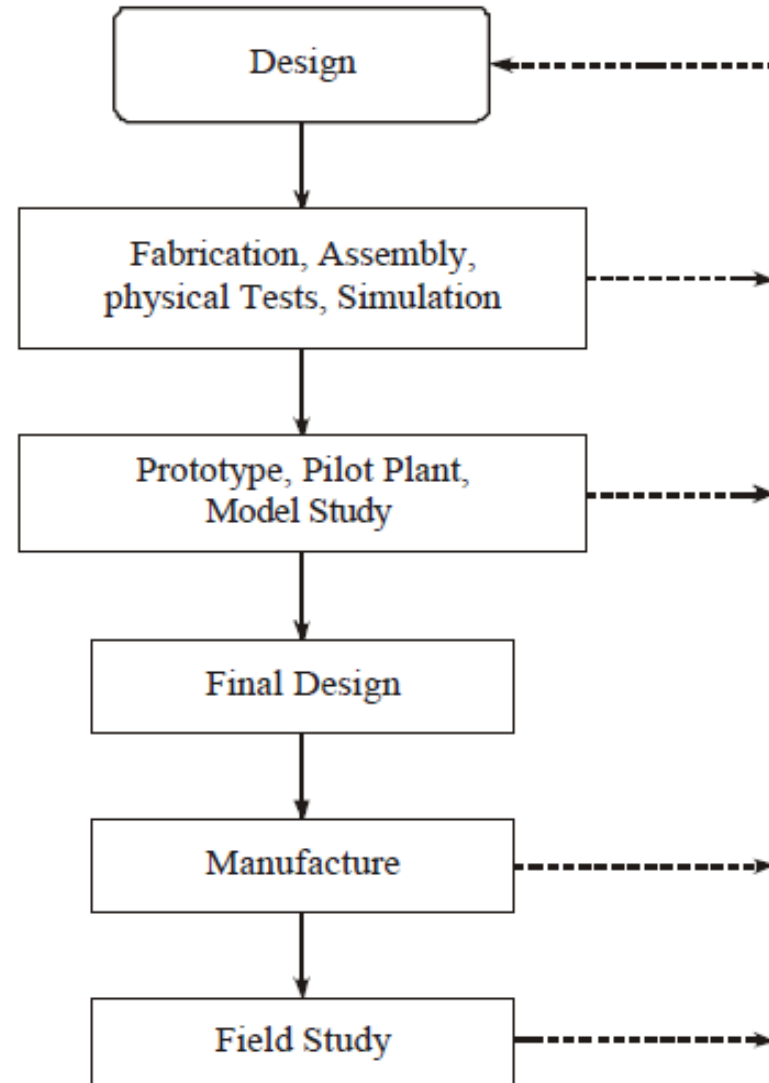 Design
Fabrication, Assembly,
physical Tests, Simulation
Prototype, Pilot Plant,
Model Study
Final Design
Manufacture
Field Study